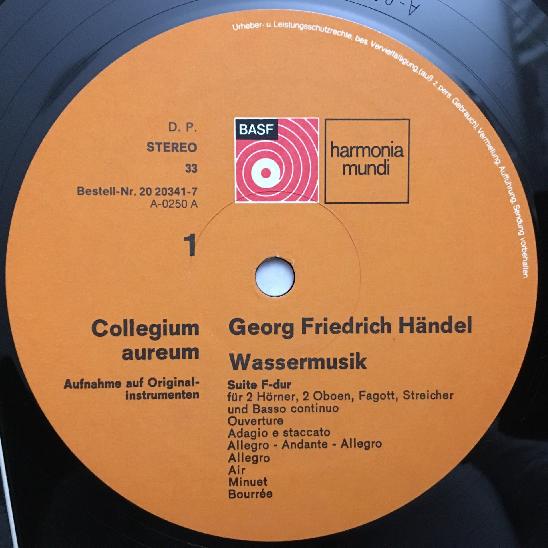 Urheber- u. Leistungsschutzrechte, bes. Vervielfältigung, (auß. z. pers. Gebrauch), Vermietung, Aufführung, Sendung vorbehalten.
D. P.
STEREO
33
Bestell-Nr. 20 20341-7
A-0250 A
BASF
harmonia
mundi
1
Collegium
aureum
Aufnahme auf Original-
instrumenten
Georg Friedrich Händel
Wassermusik
Suite F-dur
für 2 Hörner, 2 Oboen, Fagott, Streicher
und Basso continuo
Ouverture
Adagio e staccato
Allegro - Andante - Allegro
Allegro
Air
Minuet
Bourrée